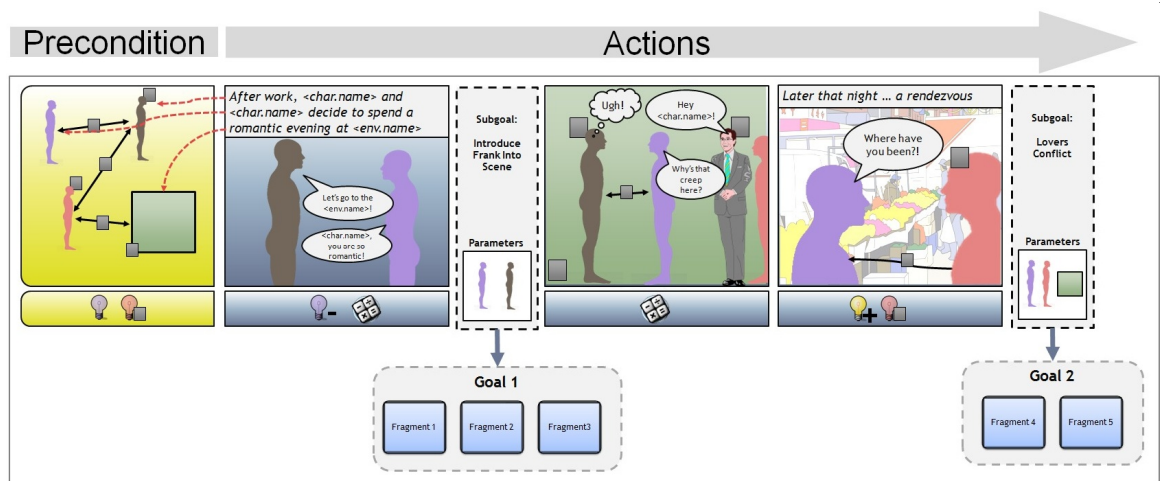 Precondition
Actions
After work, <char.name> and
<char.name> decide to spend a
romantic evening at <env.name>
Let's go to the
<env.name>!
<char.name>,
you are so
romantic!
Subgoal:
Introduce
Frank Into
Scene
Parameters
Ugh!
Hey
<char.name>!
Why's that
creep
here?
Later that night ... a rendezvous
Where have
you been?!
Subgoal:
Lovers
Conflict
Parameters
Goal 1
Fragment 1
Fragment 2
Fragment3
Goal 2
Fragment 4
Fragment 5